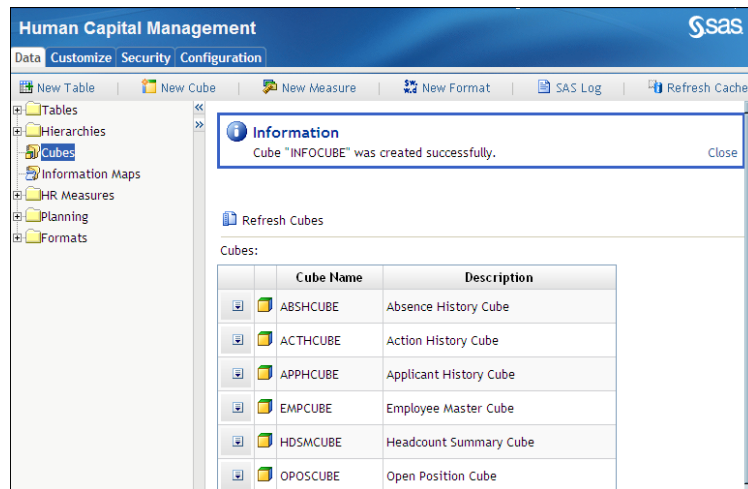 Human Capital Management
sas
Data Customize Security Configuration
New Table | New Cube | New Measure | New Format | SAS Log | Refresh Cache
Tables
Hierarchies
Cubes
Information Maps
HR Measures
Planning
Formats
Information
Cube "INFOCUBE" was created successfully. Close
Refresh Cubes
Cubes:
Cube Name Description
ABSHCUBE Absence History Cube
ACTHCUBE Action History Cube
APPHCUBE Applicant History Cube
EMPCUBE Employee Master Cube
HDSMCUBE Headcount Summary Cube
OPOSCUBE Open Position Cube